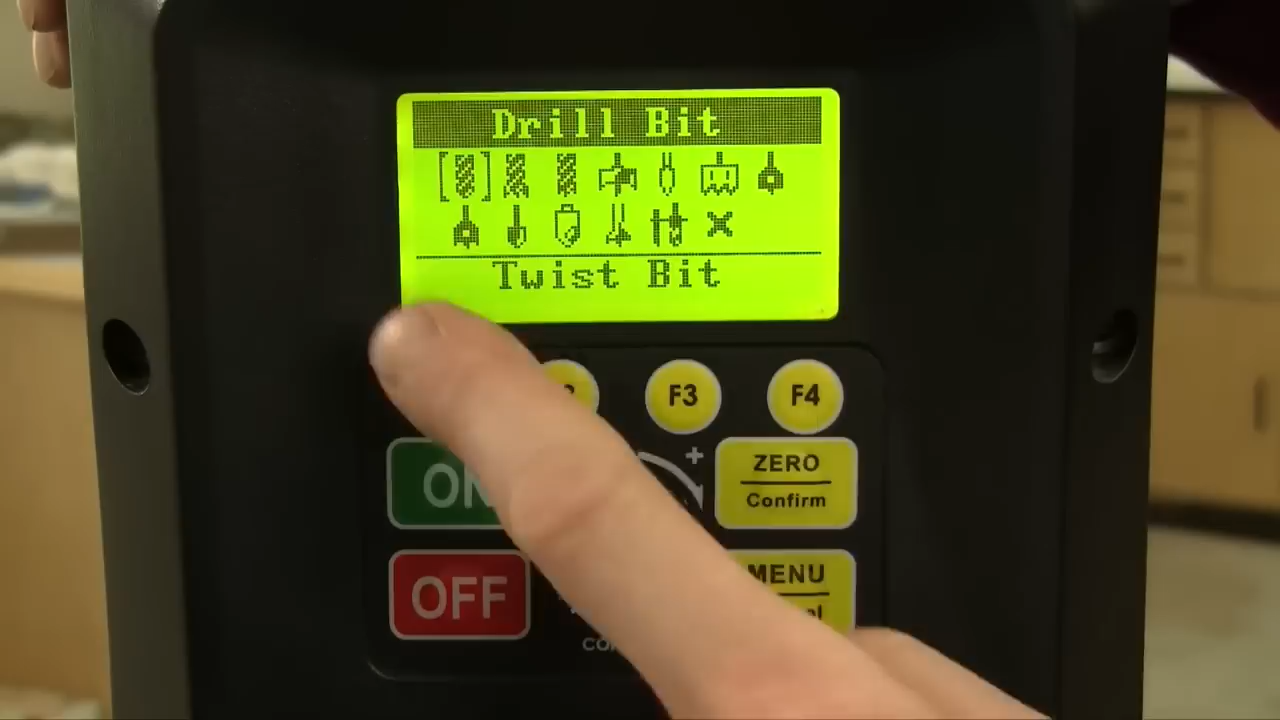 Drill Bit
Twist Bit
F3
F4
ON
ZERO
Confirm
OFF
MENU